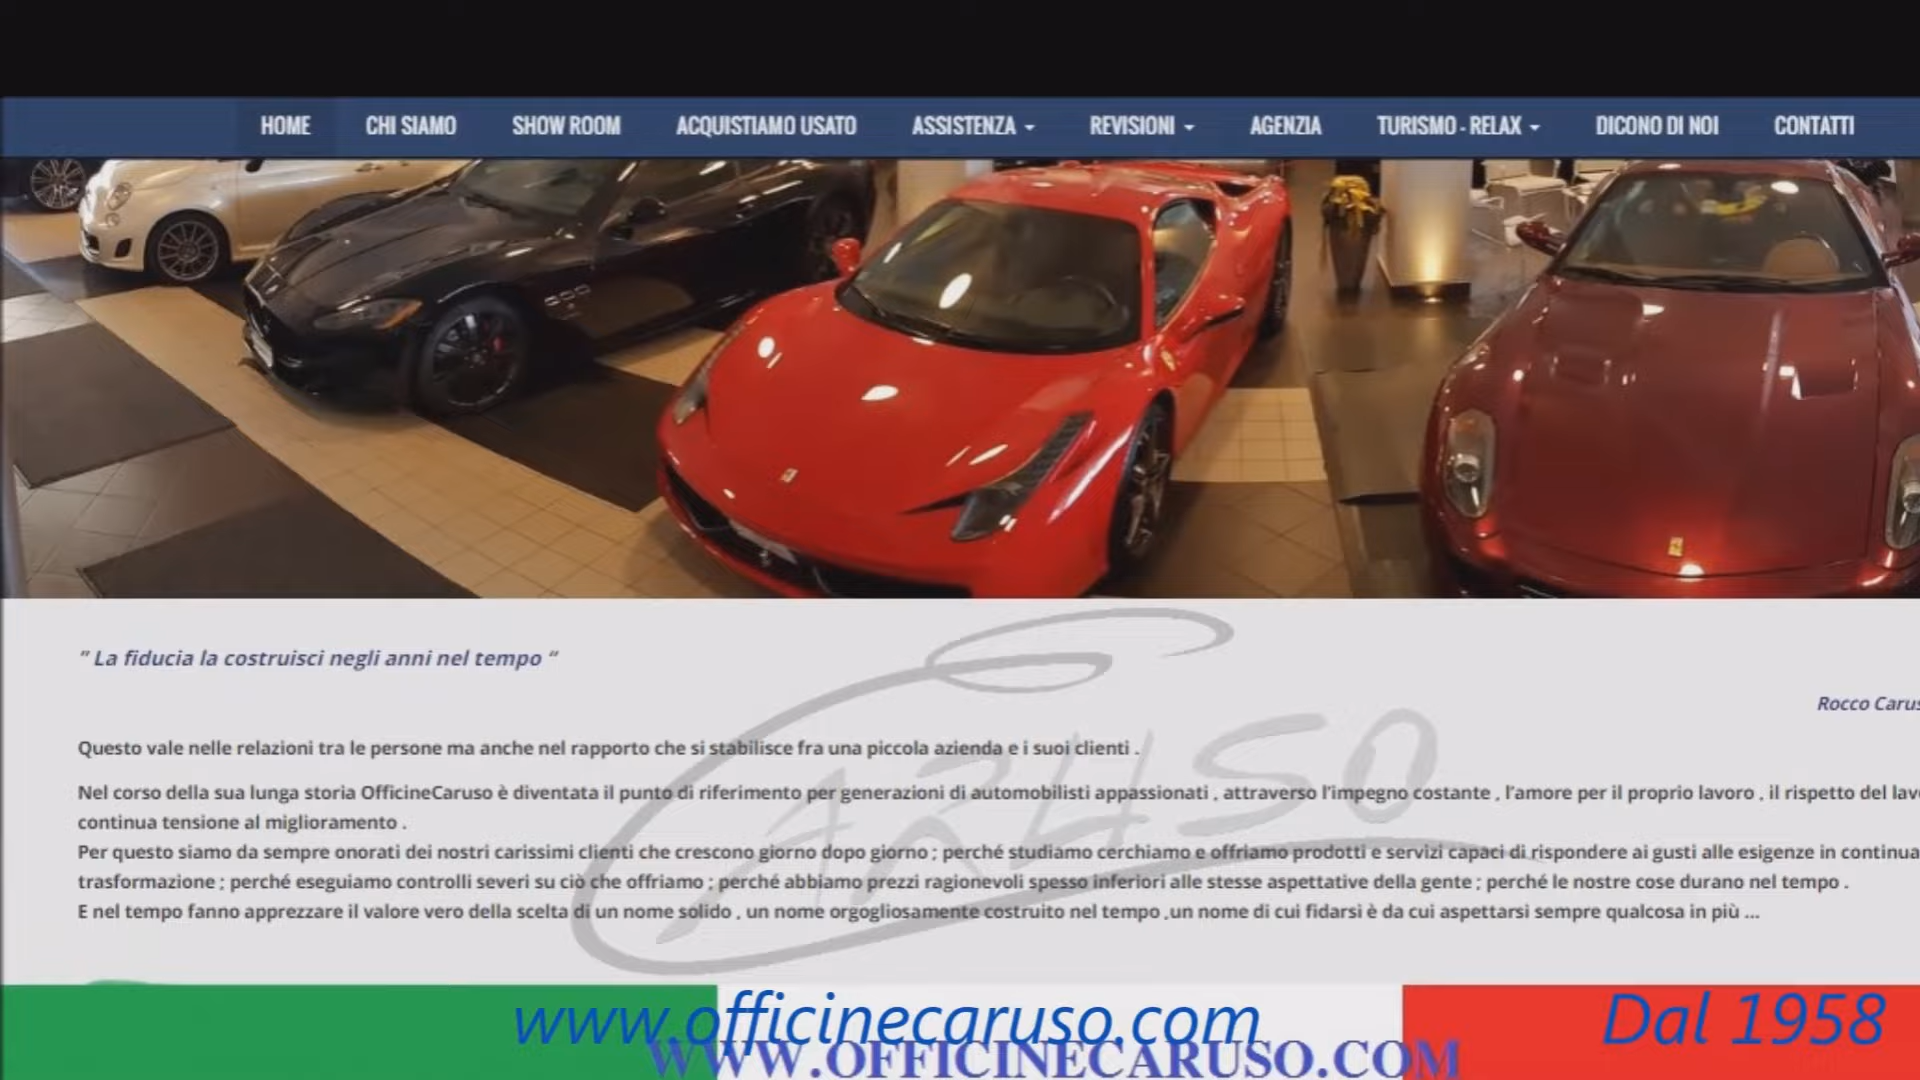 HOME CHI SIAMO SHOW ROOM ACQUISTIAMO USATO ASSISTENZA REVISIONI AGENZIA TURISMO - RELAX DICONO DI NOI CONTATTI
" La fiducia la costruisci negli anni nel tempo "
Rocco Carus
CARUSO
Questo vale nelle relazioni tra le persone ma anche nel rapporto che si stabilisce fra una piccola azienda e i suoi clienti .
Nel corso della sua lunga storia OfficineCaruso è diventata il punto di riferimento per generazioni di automobilisti appassionati , attraverso l'impegno costante , l'amore per il proprio lavoro , il rispetto del lavo
continua tensione al miglioramento .
Per questo siamo da sempre onorati dei nostri carissimi clienti che crescono giorno dopo giorno ; perché studiamo cerchiamo e offriamo prodotti e servizi capaci di rispondere ai gusti alle esigenze in continua
trasformazione ; perché eseguiamo controlli severi su ciò che offriamo ; perché abbiamo prezzi ragionevoli spesso inferiori alle stesse aspettative della gente ; perché le nostre cose durano nel tempo .
E nel tempo fanno apprezzare il valore vero della scelta di un nome solido , un nome orgogliosamente costruito nel tempo ,un nome di cui fidarsi è da cui aspettarsi sempre qualcosa in più ...
www.officinecaruso.com
Dal 1958
WWW.OFFICINECARUSO.COM